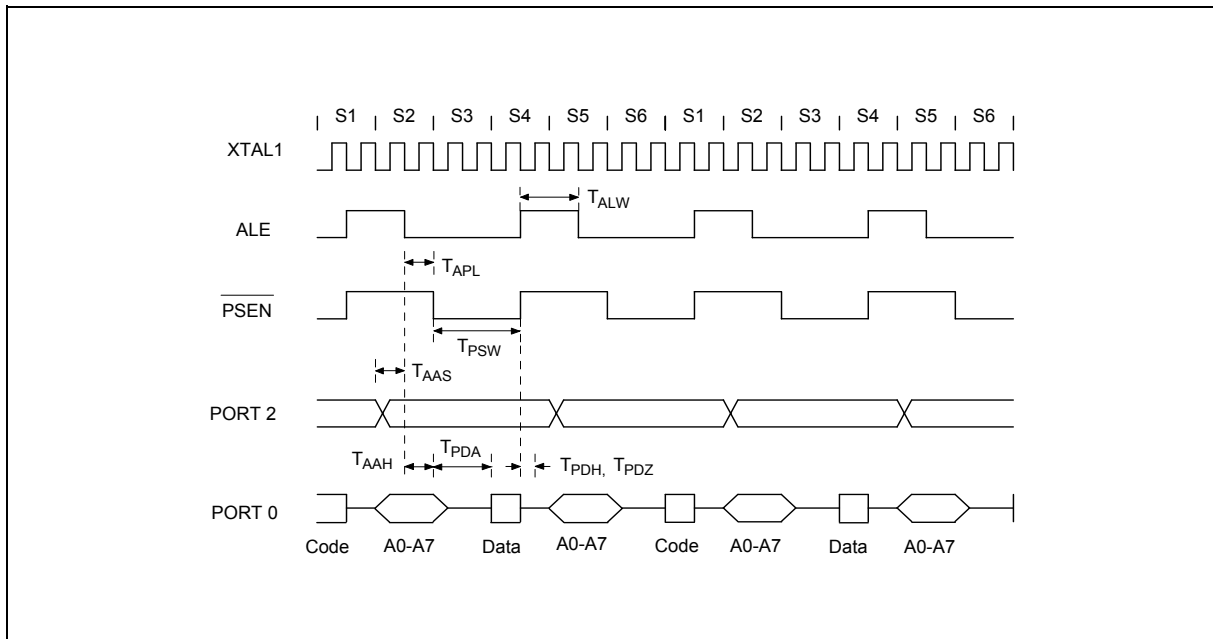 S1 S2 S3 S4 S5 S6 S1 S2 S3 S4 S5 S6
XTAL1
TALW
ALE
TAPL
PSEN
TPSW
TAAS
PORT 2
TAAH TPDA TPDH, TPDZ
PORT 0
Code A0-A7 Data A0-A7 Code A0-A7 Data A0-A7